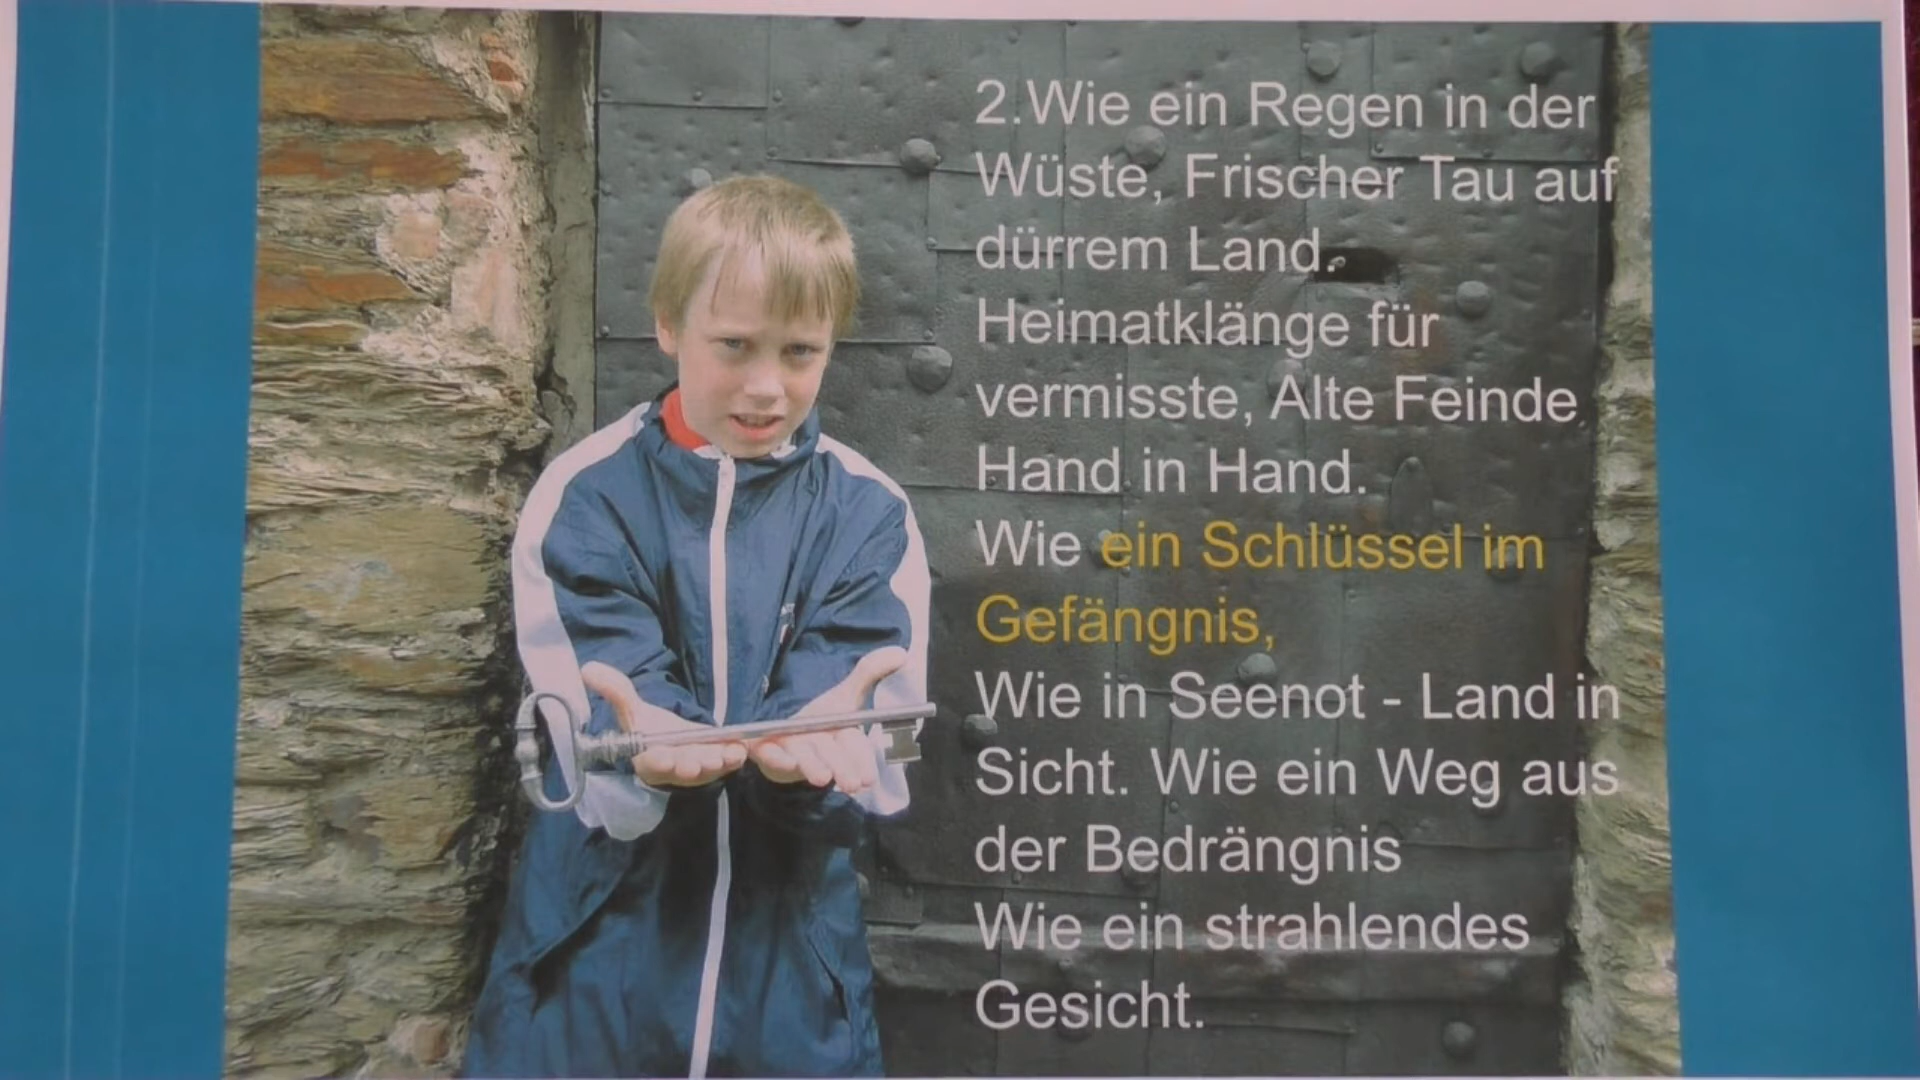 2.Wie ein Regen in der
Wüste, Frischer Tau auf
dürrem Land.
Heimatklänge für
vermisste, Alte Feinde
Hand in Hand.
Wie ein Schlüssel im
Gefängnis,
Wie in Seenot - Land in
Sicht. Wie ein Weg aus
der Bedrängnis
Wie ein strahlendes
Gesicht.